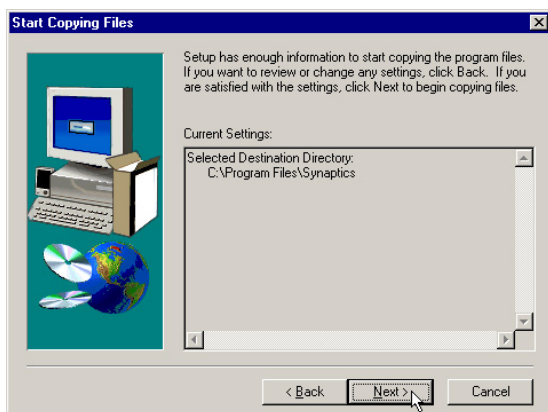 Start Copying Files
Setup has enough information to start copying the program files.
If you want to review or change any settings, click Back. If you
are satisfied with the settings, click Next to begin copying files.
Current Settings:
Selected Destination Directory:
C:\Program Files\Synaptics
< Back
Next >
Cancel